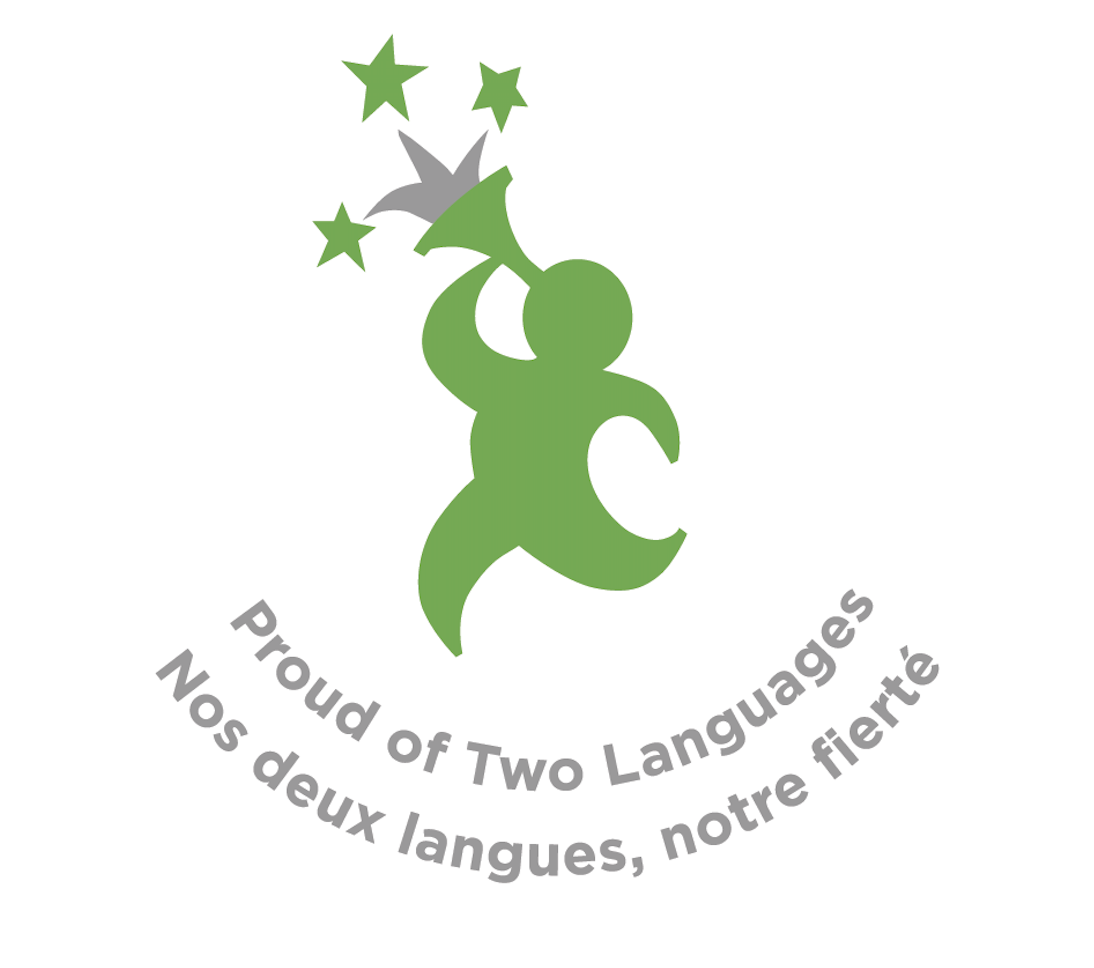 Proud of Two Languages
Nos deux langues, notre fierté